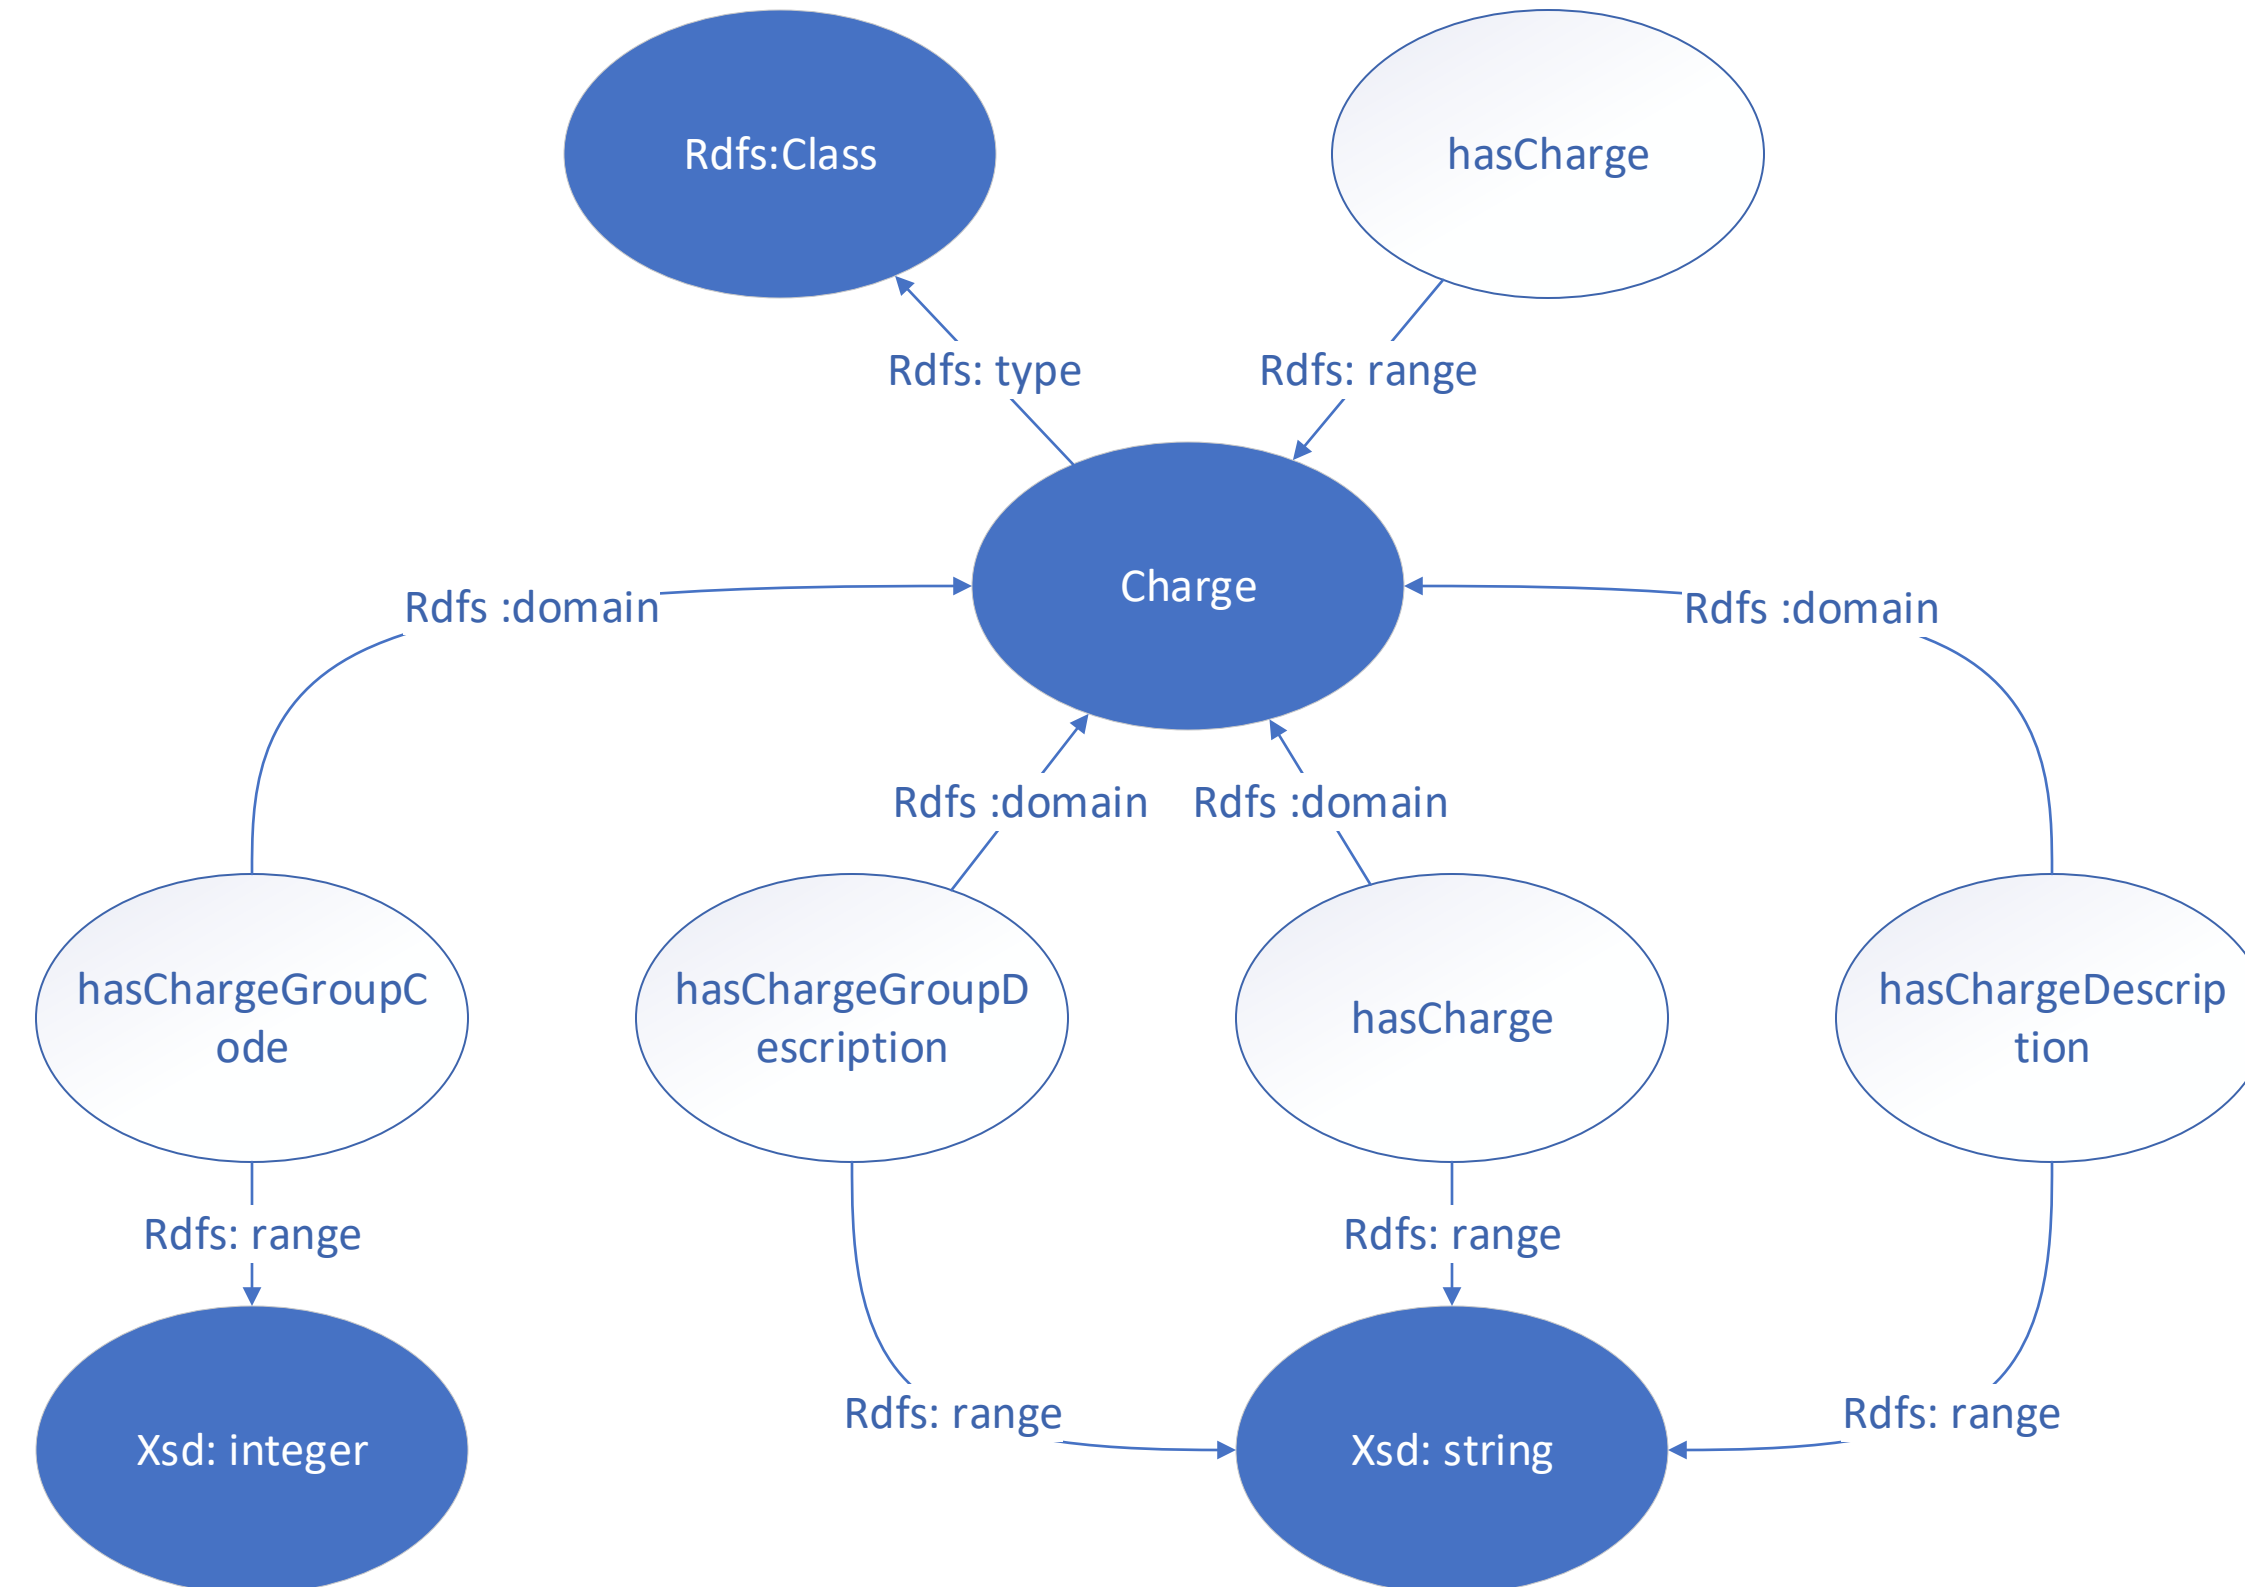 Rdfs:Class
hasCharge
Rdfs: type
Rdfs: range
Charge
Rdfs :domain
Rdfs :domain
Rdfs :domain
Rdfs :domain
hasChargeGroupC
ode
hasChargeGroupD
escription
hasCharge
hasChargeDescrip
tion
Rdfs: range
Rdfs: range
Rdfs: range
Rdfs: range
Xsd: integer
Xsd: string